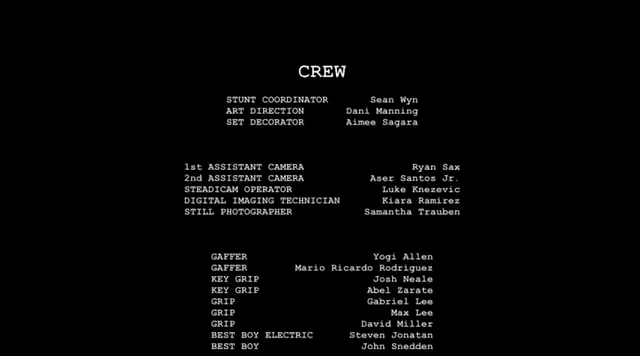 CREW
STUNT COORDINATOR Sean Wyn
ART DIRECTION Dani Manning
SET DECORATOR Aimee Sagara
1st ASSISTANT CAMERA Ryan Sax
2nd ASSISTANT CAMERA Aser Santos Jr.
STEADICAM OPERATOR Luke Knezevic
DIGITAL IMAGING TECHNICIAN Kiara Ramirez
STILL PHOTOGRAPHER Samantha Trauben
GAFFER Yogi Allen
GAFFER Mario Ricardo Rodriguez
KEY GRIP Josh Neale
KEY GRIP Abel Zarate
GRIP Gabriel Lee
GRIP Max Lee
GRIP David Miller
BEST BOY ELECTRIC Steven Jonatan
BEST BOY John Snedden